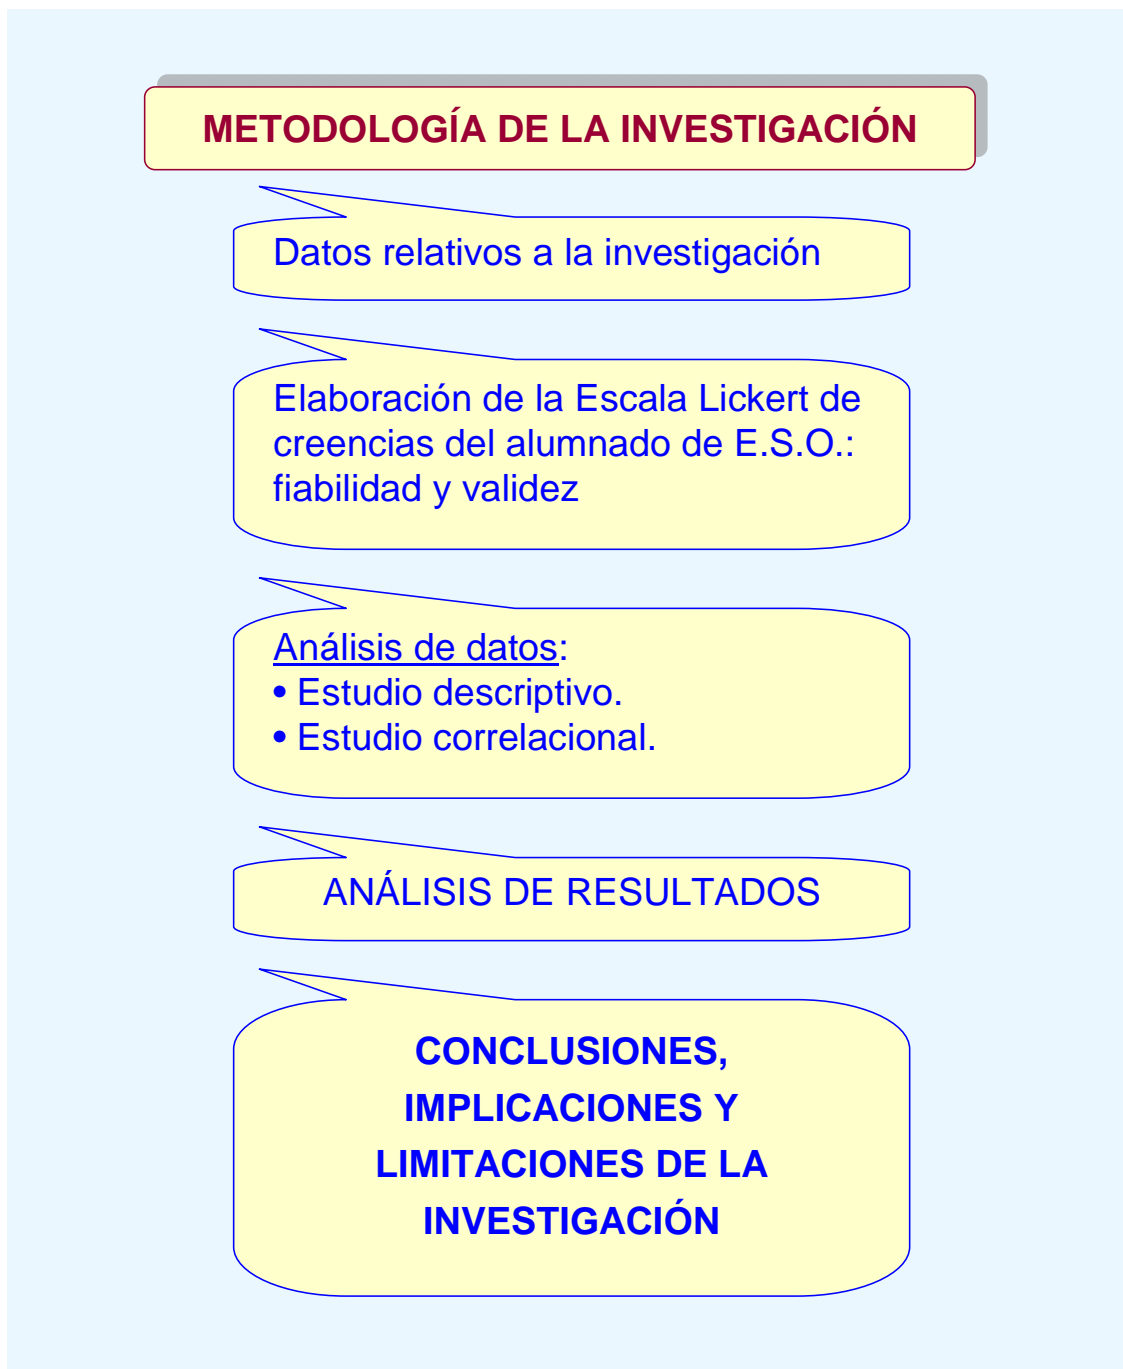 METODOLOGÍA DE LA INVESTIGACIÓN
Datos relativos a la investigación
Elaboración de la Escala Lickert de
creencias del alumnado de E.S.O.:
fiabilidad y validez
Análisis de datos:
• Estudio descriptivo.
• Estudio correlacional.
ANÁLISIS DE RESULTADOS
CONCLUSIONES,
IMPLICACIONES Y
LIMITACIONES DE LA
INVESTIGACIÓN